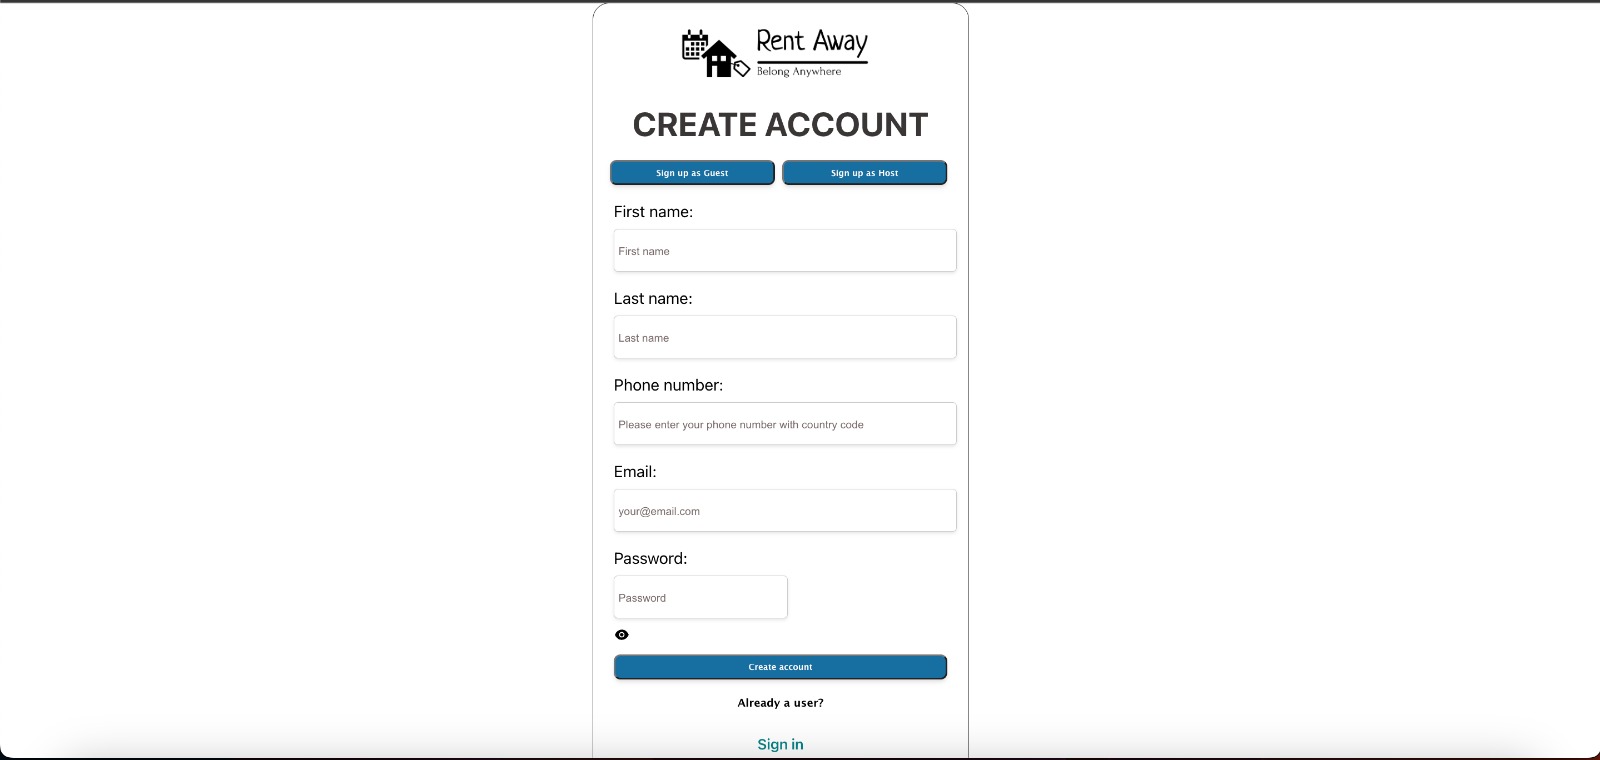 Rent Away
Belong Anywhere
CREATE ACCOUNT
Sign up as Guest Sign up as Host
First name:
First name
Last name:
Last name
Phone number:
Please enter your phone number with country code
Email:
your@email.com
Password:
Password
Create account
Already a user?
Sign in